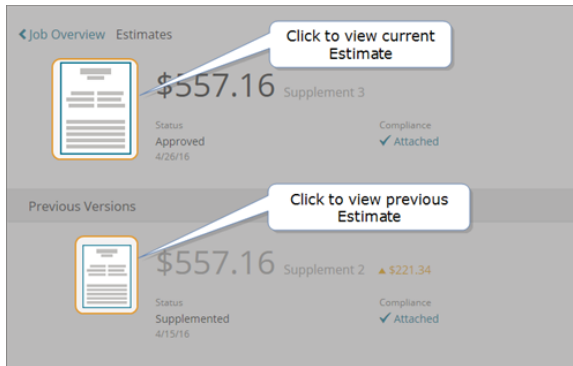 Job Overview Estimates
Click to view current
Estimate
$557.16 Supplement 3
Status Compliance
Approved Attached
4/26/16
Previous Versions
Click to view previous
Estimate
$557.16 Supplement 2 ▲ $221.34
Status Compliance
Supplemented Attached
4/15/16